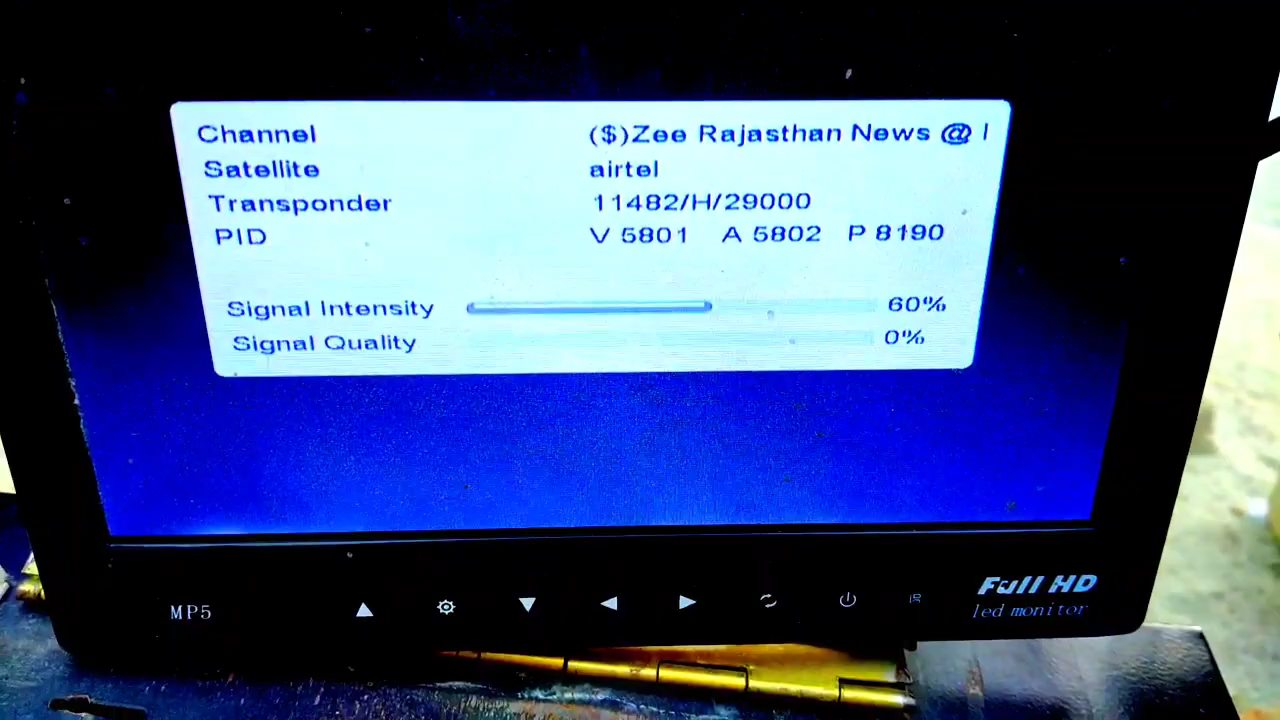 Channel ($)Zee Rajasthan News @
Satellite airtel
Transponder 11482/H/29000
PID V 5801 A 5802 P 8190
Signal Intensity 60%
Signal Quality 0%
MP5
Full HD
led monitor